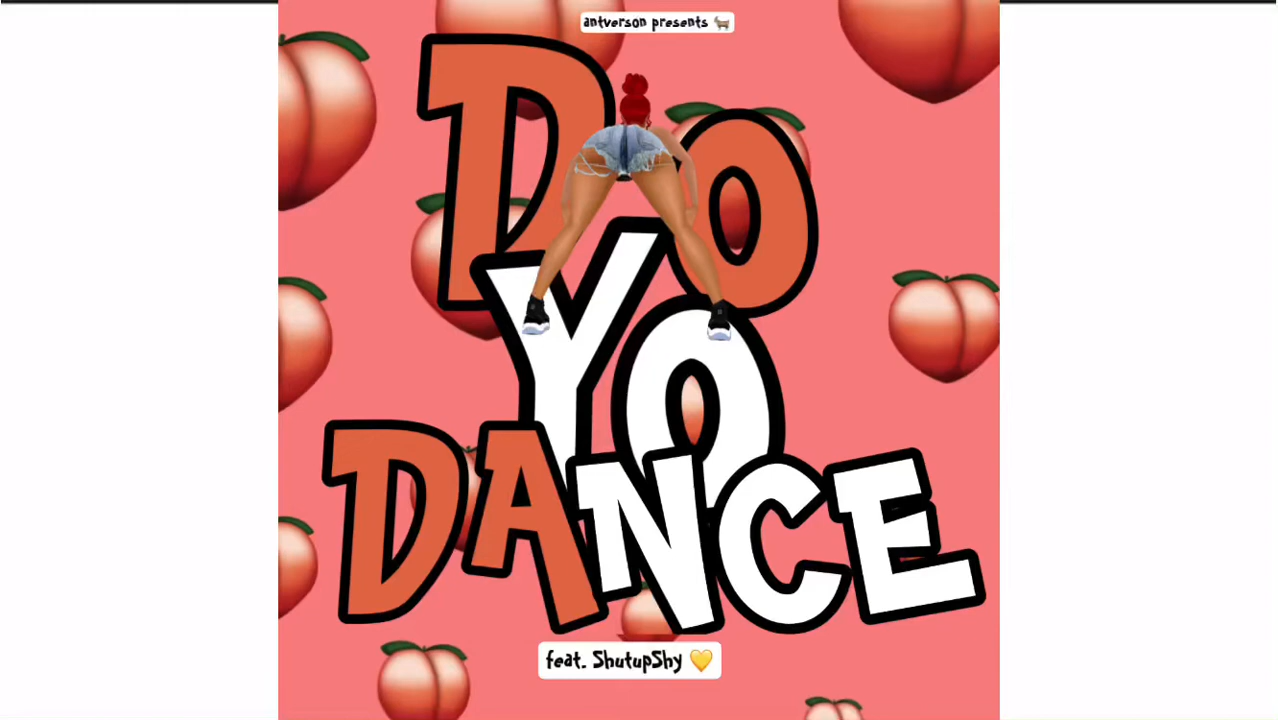 antverson presents 🐐
DO
YO
DANCE
feat. ShutupShy 💛